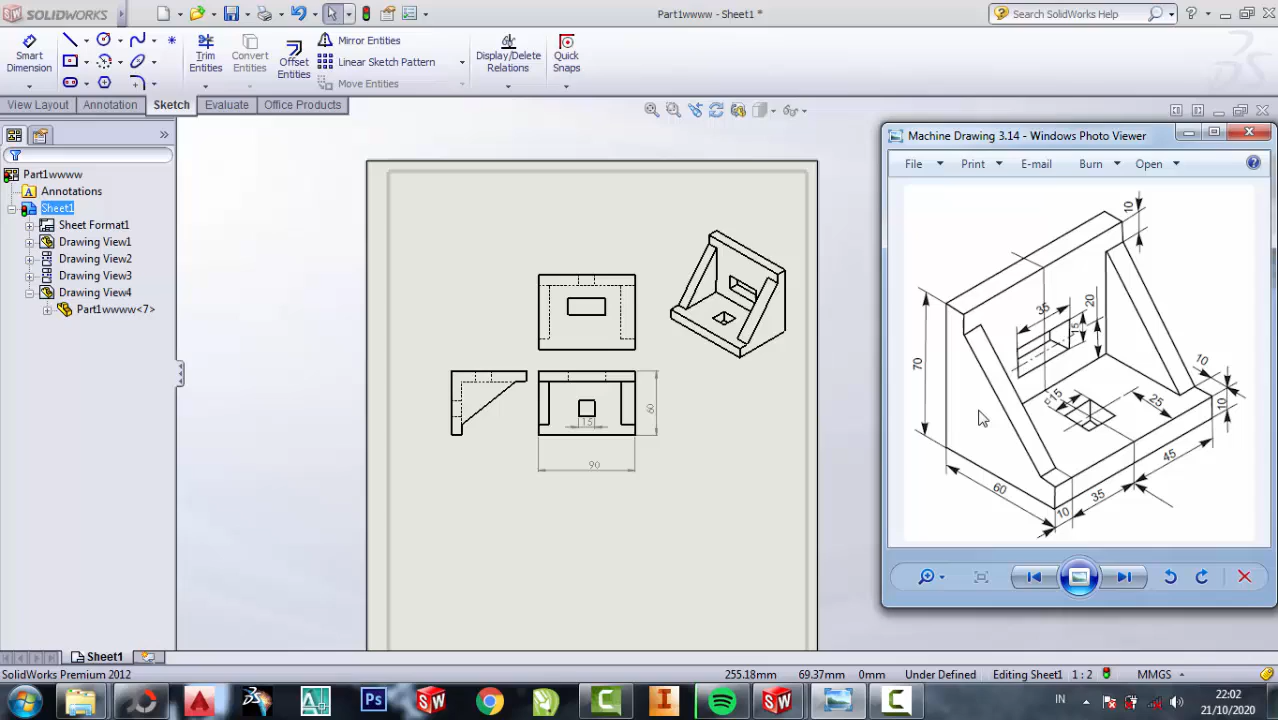 SOLIDWORKS
Part1wwww - Sheet1 *
Search SolidWorks Help
Smart Dimension
Trim Entities
Convert Entities
Offset Entities
Mirror Entities
Linear Sketch Pattern
Move Entities
Display/Delete Relations
Quick Snaps
View Layout
Annotation
Sketch
Evaluate
Office Products
Part1wwww
Annotations
Sheet1
Sheet Format1
Drawing View1
Drawing View2
Drawing View3
Drawing View4
Part1wwww<7>
60
15
90
Machine Drawing 3.14 - Windows Photo Viewer
File
Print
E-mail
Burn
Open
10
35
20
15
70
10
15
25
10
45
60
35
10
Sheet1
SolidWorks Premium 2012
255.18mm
69.37mm
0mm
Under Defined
Editing Sheet1
1 : 2
MMGS
IN
22:02
21/10/2020